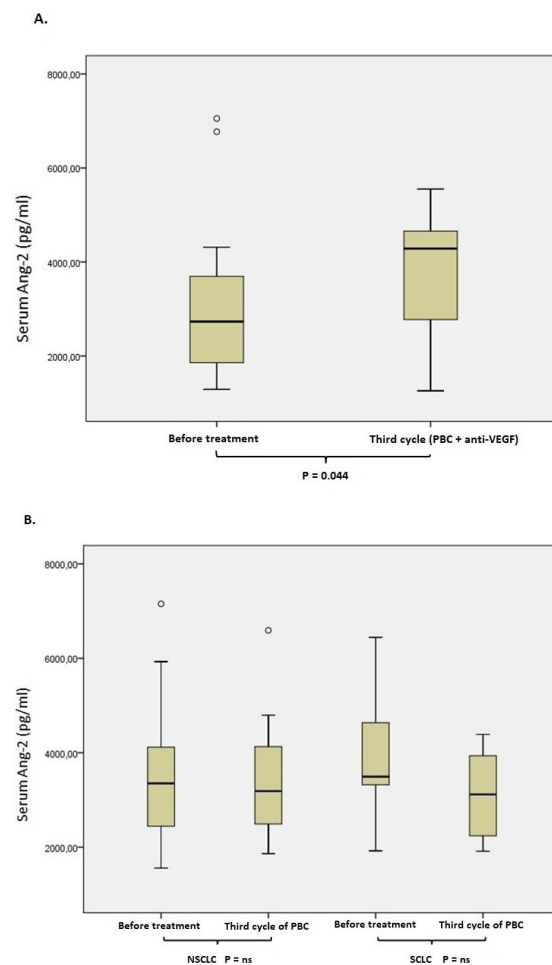 A.
8000,00
6000,00
4000,00
2000,00
Serum Ang-2 (pg/ml)
Before treatment Third cycle (PBC + anti-VEGF)
P = 0.044
B.
8000,00
6000,00
4000,00
2000,00
Serum Ang-2 (pg/ml)
Before treatment Third cycle of PBC Before treatment Third cycle of PBC
NSCLC P = ns SCLC P = ns